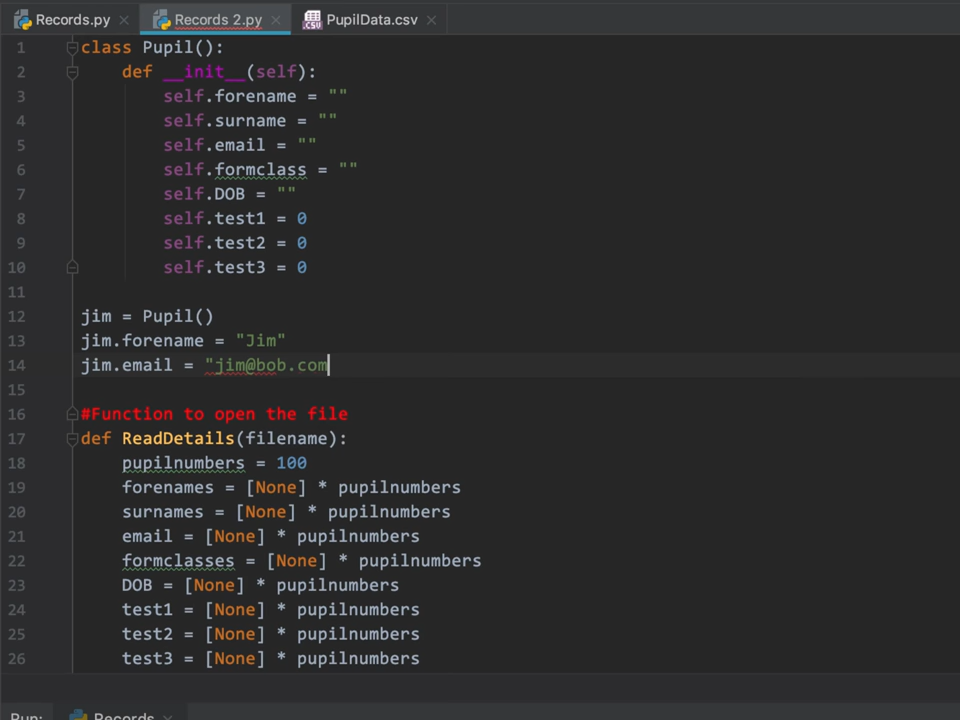 Records.py × Records 2.py × CSV PupilData.csv ×
1 class Pupil():
2 def __init__(self):
3 self.forename = ""
4 self.surname = ""
5 self.email = ""
6 self.formclass = ""
7 self.DOB = ""
8 self.test1 = 0
9 self.test2 = 0
10 self.test3 = 0
11
12 jim = Pupil()
13 jim.forename = "Jim"
14 jim.email = "jim@bob.com
15
16 #Function to open the file
17 def ReadDetails(filename):
18 pupilnumbers = 100
19 forenames = [None] * pupilnumbers
20 surnames = [None] * pupilnumbers
21 email = [None] * pupilnumbers
22 formclasses = [None] * pupilnumbers
23 DOB = [None] * pupilnumbers
24 test1 = [None] * pupilnumbers
25 test2 = [None] * pupilnumbers
26 test3 = [None] * pupilnumbers
Run: Records ×